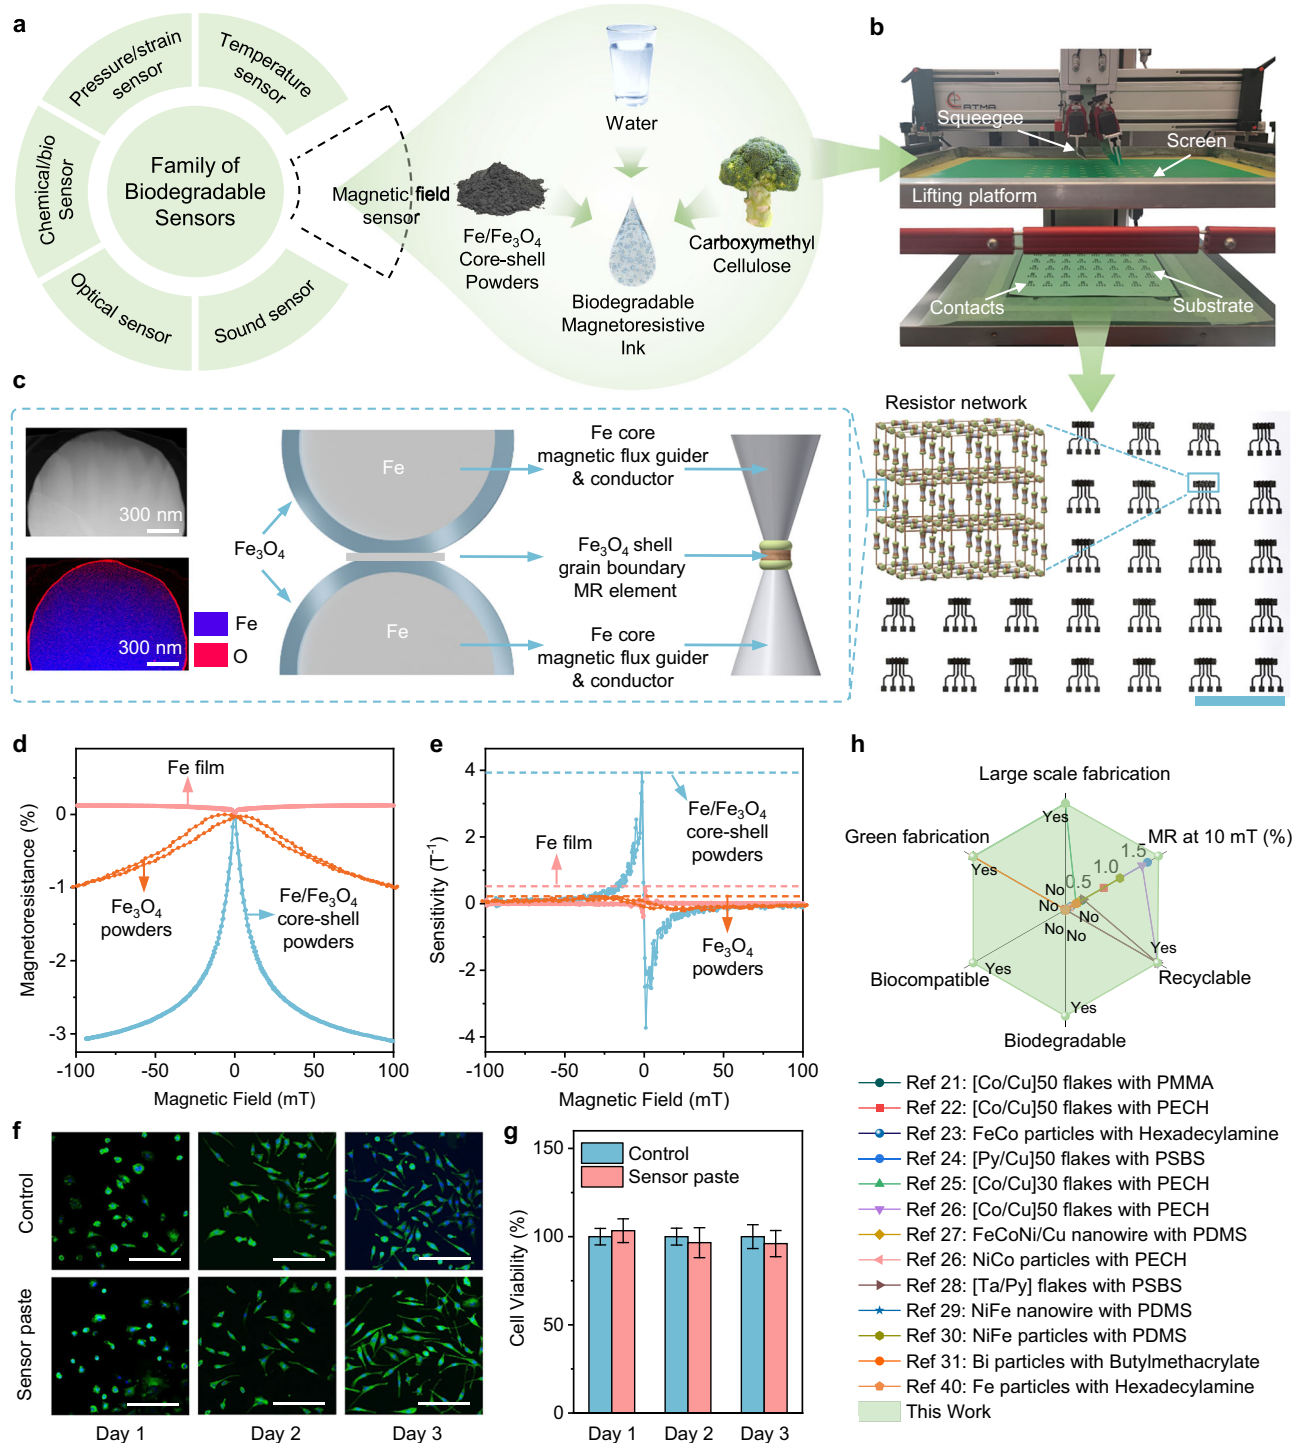 a
Pressure/strain
sensor
Temperature
sensor
Chemical/bio
Sensor
Family of
Biodegradable
Sensors
Magnetic field
sensor
Optical sensor
Sound sensor
Water
Fe/Fe₃O₄
Core-shell
Powders
Carboxymethyl
Cellulose
Biodegradable
Magnetoresistive
Ink
b
ATMA
Squeegee
Screen
Lifting platform
Contacts
Substrate
c
300 nm
300 nm
Fe
O
Fe₃O₄
Fe
Fe
Fe core
magnetic flux guider
& conductor
Fe₃O₄ shell
grain boundary
MR element
Fe core
magnetic flux guider
& conductor
Resistor network
d
Fe film
Fe₃O₄
powders
Fe/Fe₃O₄
core-shell
powders
Magnetoresistance (%)
0
-1
-2
-3
-100
-50
0
50
100
Magnetic Field (mT)
e
Fe/Fe₃O₄
core-shell
powders
Fe film
Fe₃O₄
powders
Sensitivity (T⁻¹)
4
2
0
-2
-4
-100
-50
0
50
100
Magnetic Field (mT)
f
Control
Sensor paste
Day 1
Day 2
Day 3
g
Control
Sensor paste
Cell Viability (%)
150
100
50
0
Day 1
Day 2
Day 3
h
Large scale fabrication
Yes
Green fabrication
Yes
MR at 10 mT (%)
1.5
1.0
0.5
No
No
No
No
No
Yes
Biocompatible
Yes
Recyclable
Yes
Biodegradable
Ref 21: [Co/Cu]50 flakes with PMMA
Ref 22: [Co/Cu]50 flakes with PECH
Ref 23: FeCo particles with Hexadecylamine
Ref 24: [Py/Cu]50 flakes with PSBS
Ref 25: [Co/Cu]30 flakes with PECH
Ref 26: [Co/Cu]50 flakes with PECH
Ref 27: FeCoNi/Cu nanowire with PDMS
Ref 26: NiCo particles with PECH
Ref 28: [Ta/Py] flakes with PSBS
Ref 29: NiFe nanowire with PDMS
Ref 30: NiFe particles with PDMS
Ref 31: Bi particles with Butylmethacrylate
Ref 40: Fe particles with Hexadecylamine
This Work